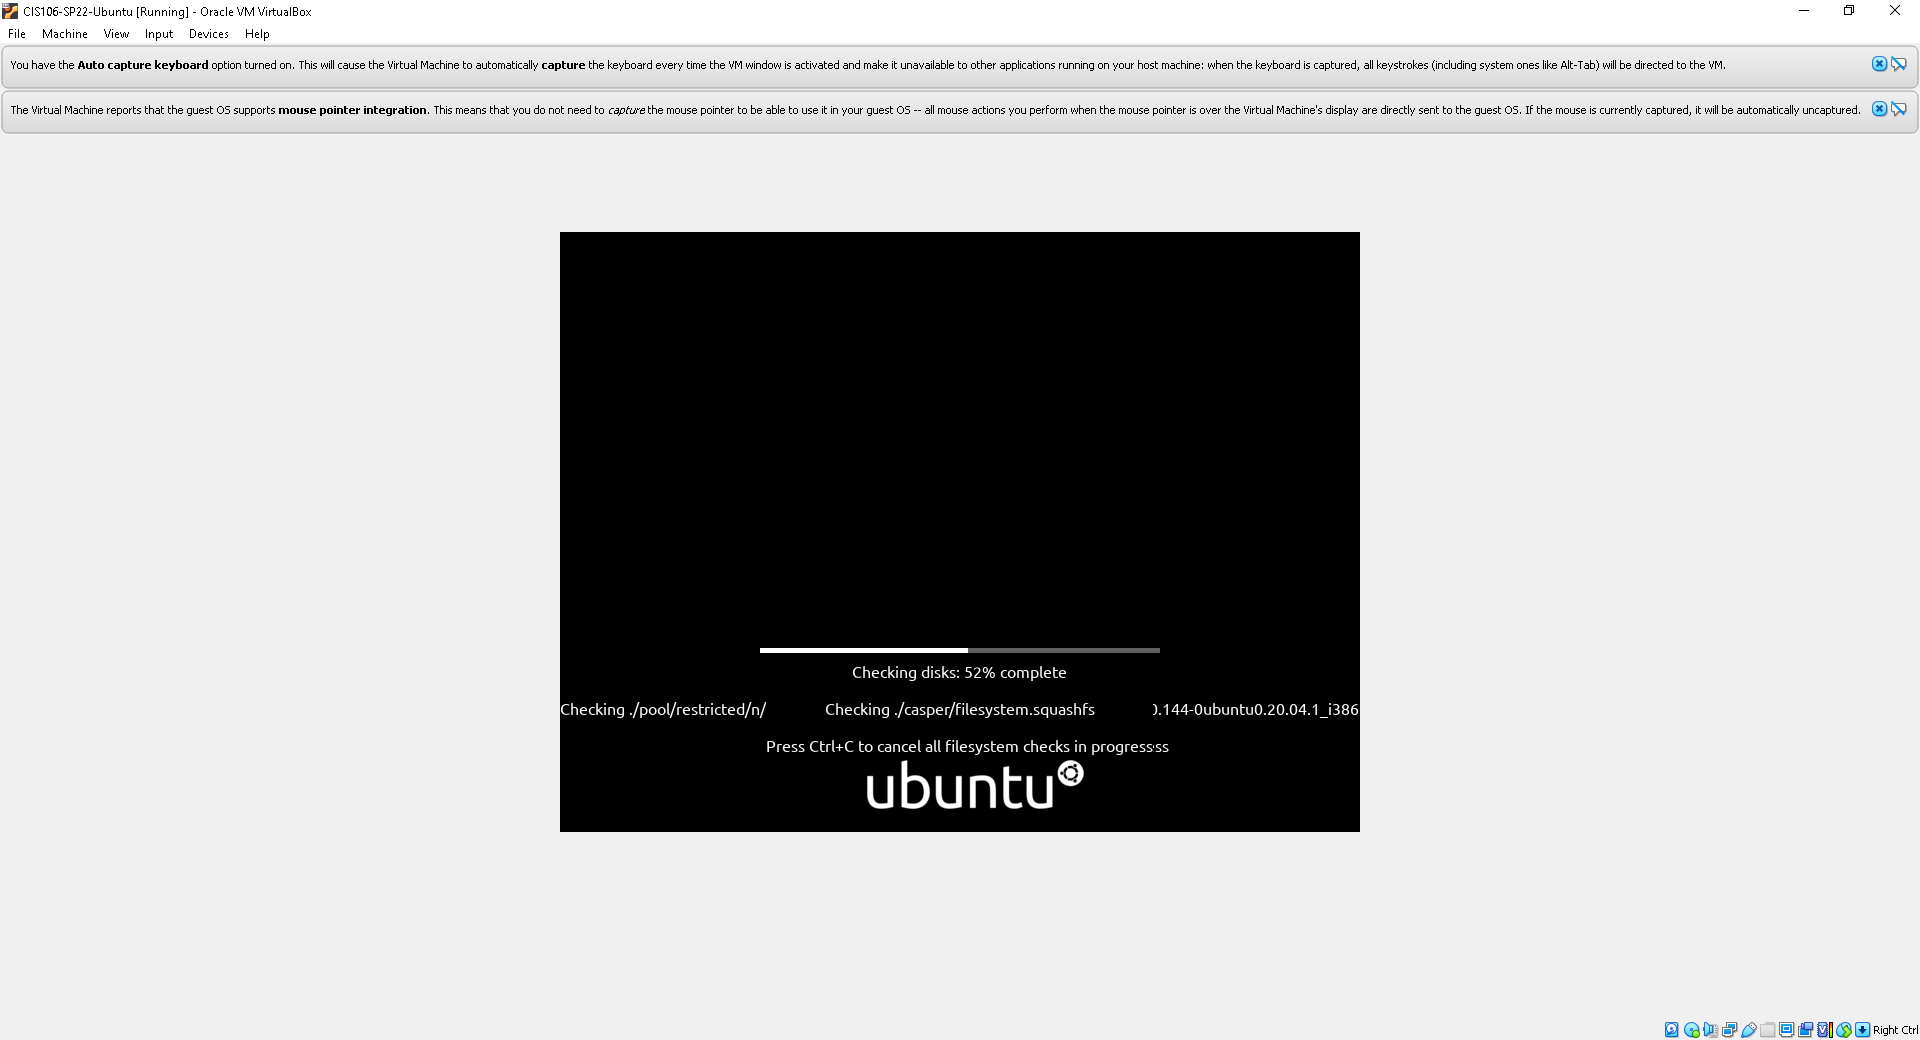 CIS106-SP22-Ubuntu [Running] - Oracle VM VirtualBox
File Machine View Input Devices Help
You have the Auto capture keyboard option turned on. This will cause the Virtual Machine to automatically capture the keyboard every time the VM window is activated and make it unavailable to other applications running on your host machine: when the keyboard is captured, all keystrokes (including system ones like Alt-Tab) will be directed to the VM.
The Virtual Machine reports that the guest OS supports mouse pointer integration. This means that you do not need to capture the mouse pointer to be able to use it in your guest OS -- all mouse actions you perform when the mouse pointer is over the Virtual Machine's display are directly sent to the guest OS. If the mouse is currently captured, it will be automatically uncaptured.
Checking disks: 52% complete
Checking ./pool/restricted/n/ Checking ./casper/filesystem.squashfs 0.144-0ubuntu0.20.04.1_i386
Press Ctrl+C to cancel all filesystem checks in progress
ubuntu
Right Ctrl